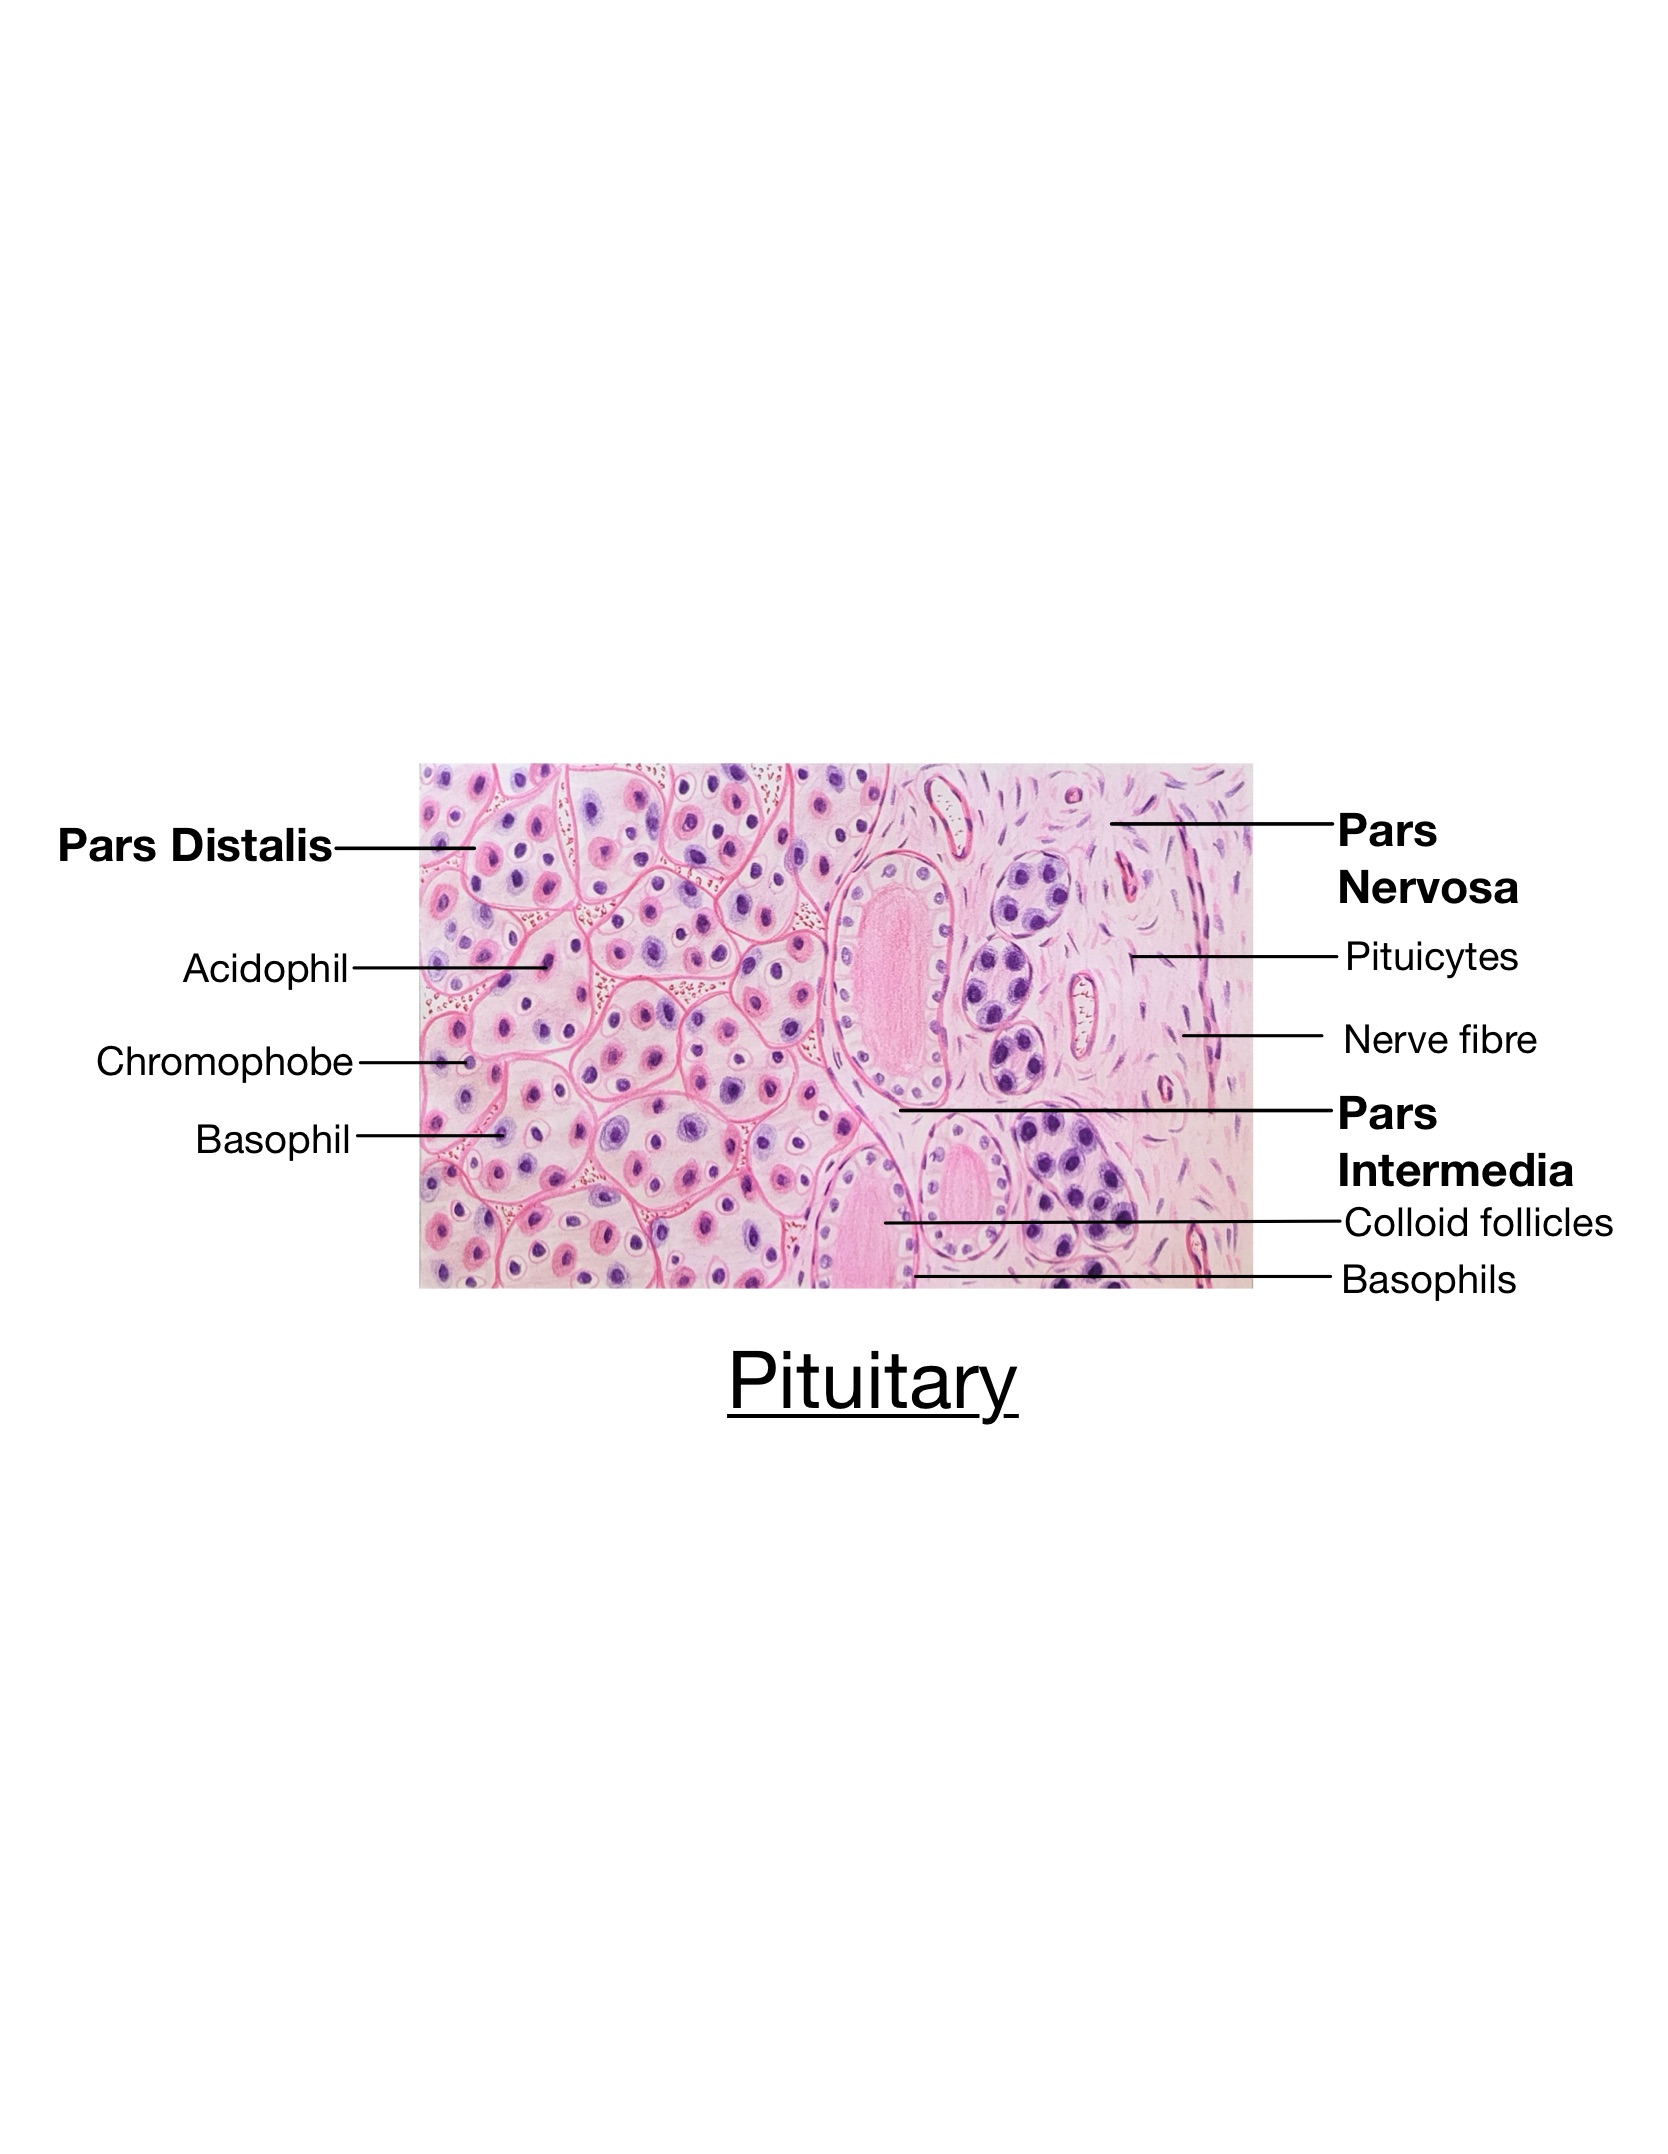 Pars Distalis
Acidophil
Chromophobe
Basophil
Pars
Nervosa
Pituicytes
Nerve fibre
Pars
Intermedia
Colloid follicles
Basophils
Pituitary